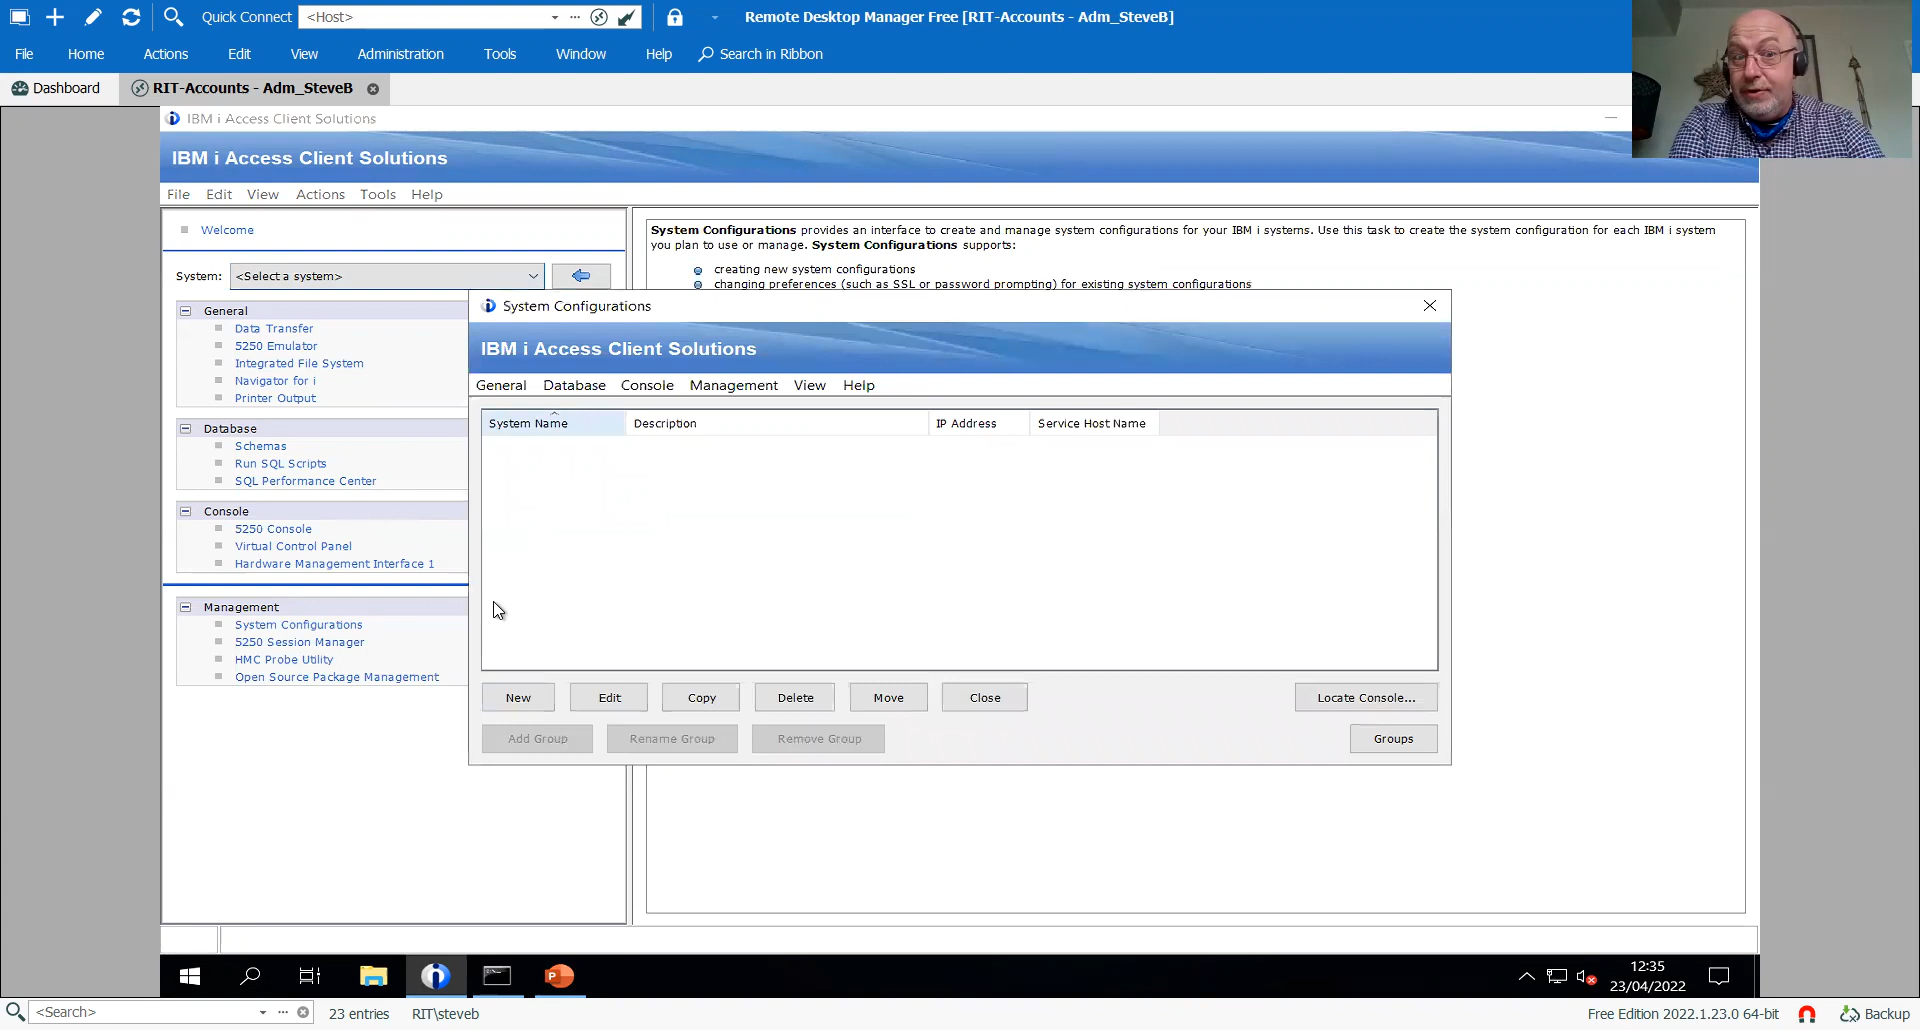 Quick Connect <Host> Remote Desktop Manager Free [RIT-Accounts - Adm_SteveB]
File Home Actions Edit View Administration Tools Window Help Search in Ribbon
Dashboard RIT-Accounts - Adm_SteveB
IBM i Access Client Solutions
IBM i Access Client Solutions
File Edit View Actions Tools Help
Welcome
System: <Select a system>
General
Data Transfer
5250 Emulator
Integrated File System
Navigator for i
Printer Output
Database
Schemas
Run SQL Scripts
SQL Performance Center
Console
5250 Console
Virtual Control Panel
Hardware Management Interface 1
Management
System Configurations
5250 Session Manager
HMC Probe Utility
Open Source Package Management
System Configurations provides an interface to create and manage system configurations for your IBM i systems. Use this task to create the system configuration for each IBM i system
you plan to use or manage. System Configurations supports:
creating new system configurations
changing preferences (such as SSL or password prompting) for existing system configurations
System Configurations
IBM i Access Client Solutions
General Database Console Management View Help
System Name Description IP Address Service Host Name
New Edit Copy Delete Move Close Locate Console...
Add Group Rename Group Remove Group Groups
12:35
23/04/2022
<Search> 23 entries RIT\steveb Free Edition 2022.1.23.0 64-bit Backup